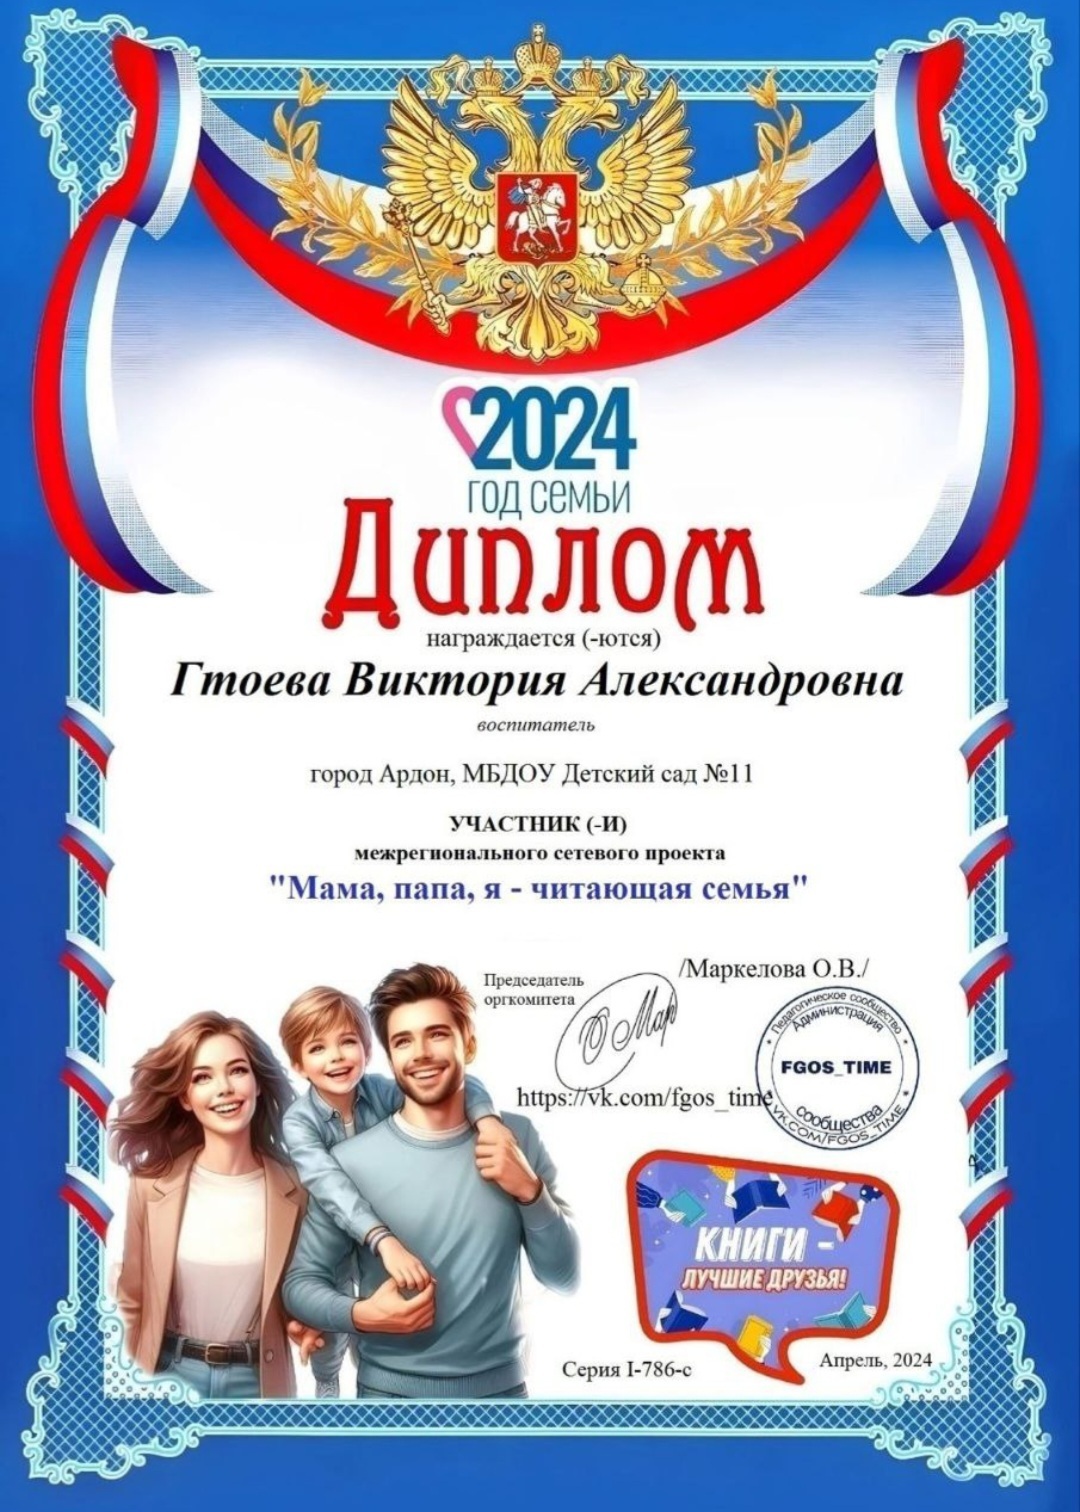 2024
ГОД СЕМЬИ
Диплом
награждается (-ются)
Гтоева Виктория Александровна
воспитатель
город Ардон, МБДОУ Детский сад №11
УЧАСТНИК (-И)
межрегионального сетевого проекта
"Мама, папа, я - читающая семья"
Председатель
оргкомитета
/Маркелова О.В./
Мар
https://vk.com/fgos_time
Педагогическое сообщество
Администрация
FGOS_TIME
сообщества
VK.COM/FGOS_TIME
КНИГИ -
ЛУЧШИЕ ДРУЗЬЯ!
Серия I-786-с
Апрель, 2024